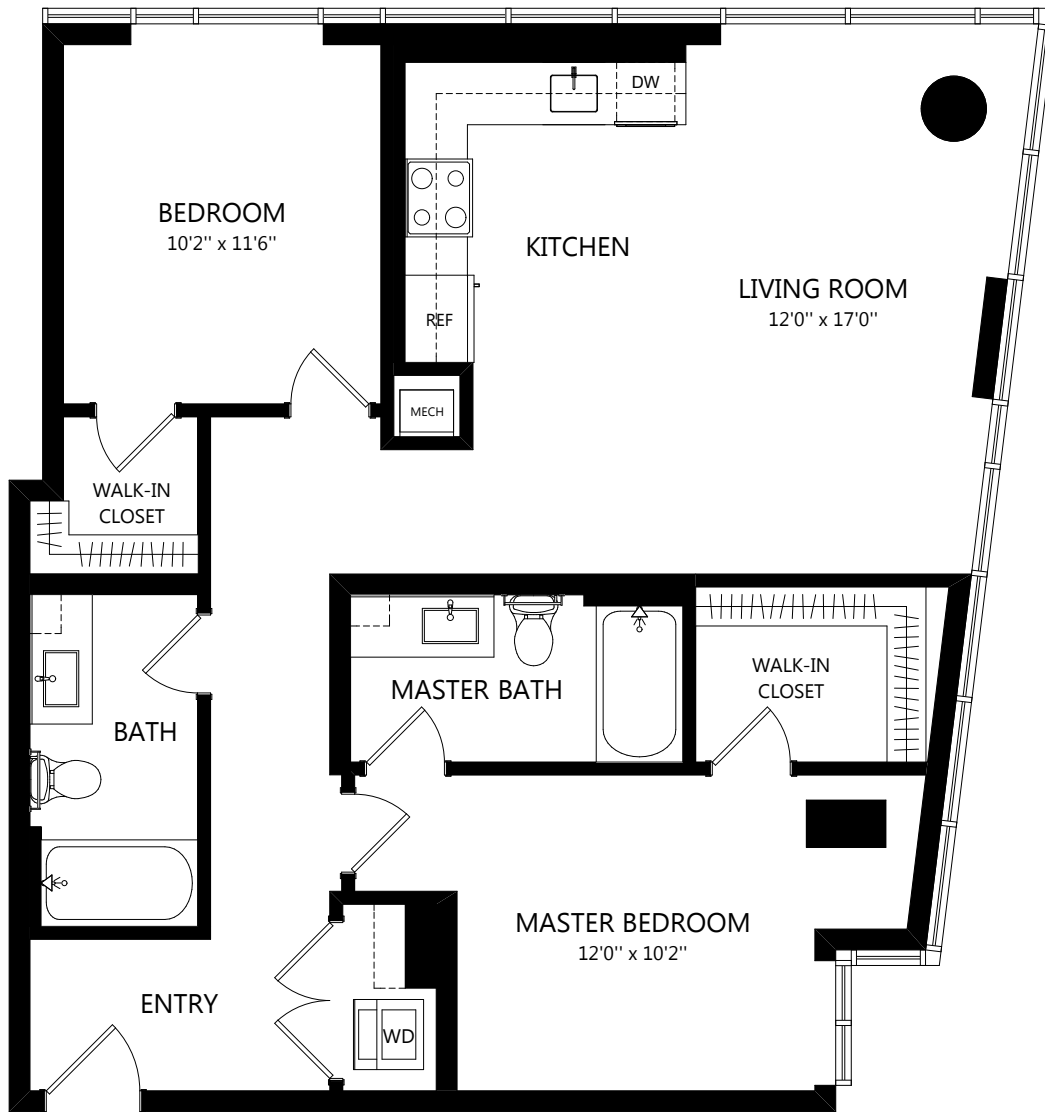 DW
BEDROOM
10'2'' x 11'6''
KITCHEN
LIVING ROOM
12'0'' x 17'0''
REF
MECH
WALK-IN
CLOSET
WALK-IN
CLOSET
MASTER BATH
BATH
MASTER BEDROOM
12'0'' x 10'2''
ENTRY
WD